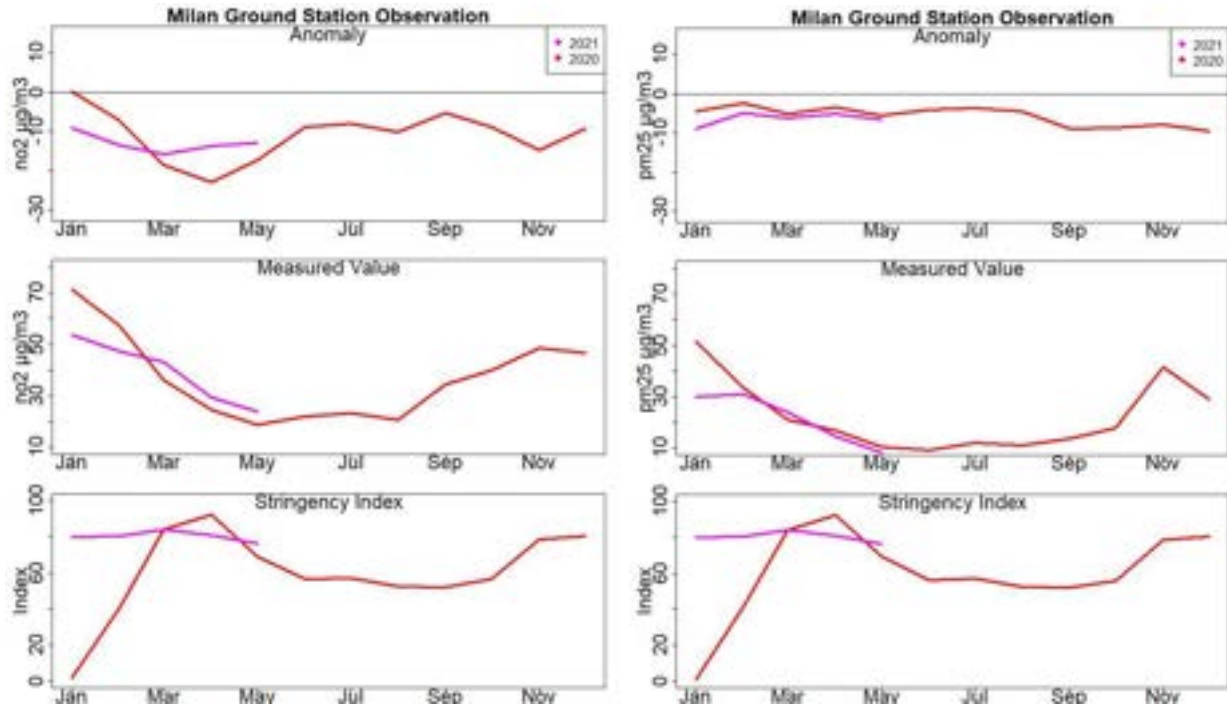 Milan Ground Station Observation
Anomaly
2021
2020
no2 µg/m3
10
0
-10
-30
Jan Mar May Jul Sep Nov
Measured Value
no2 µg/m3
70
50
30
10
Jan Mar May Jul Sep Nov
Stringency Index
Index
100
60
20
0
Jan Mar May Jul Sep Nov
Milan Ground Station Observation
Anomaly
2021
2020
pm25 µg/m3
10
0
-10
-30
Jan Mar May Jul Sep Nov
Measured Value
pm25 µg/m3
70
50
30
10
Jan Mar May Jul Sep Nov
Stringency Index
Index
100
60
20
0
Jan Mar May Jul Sep Nov